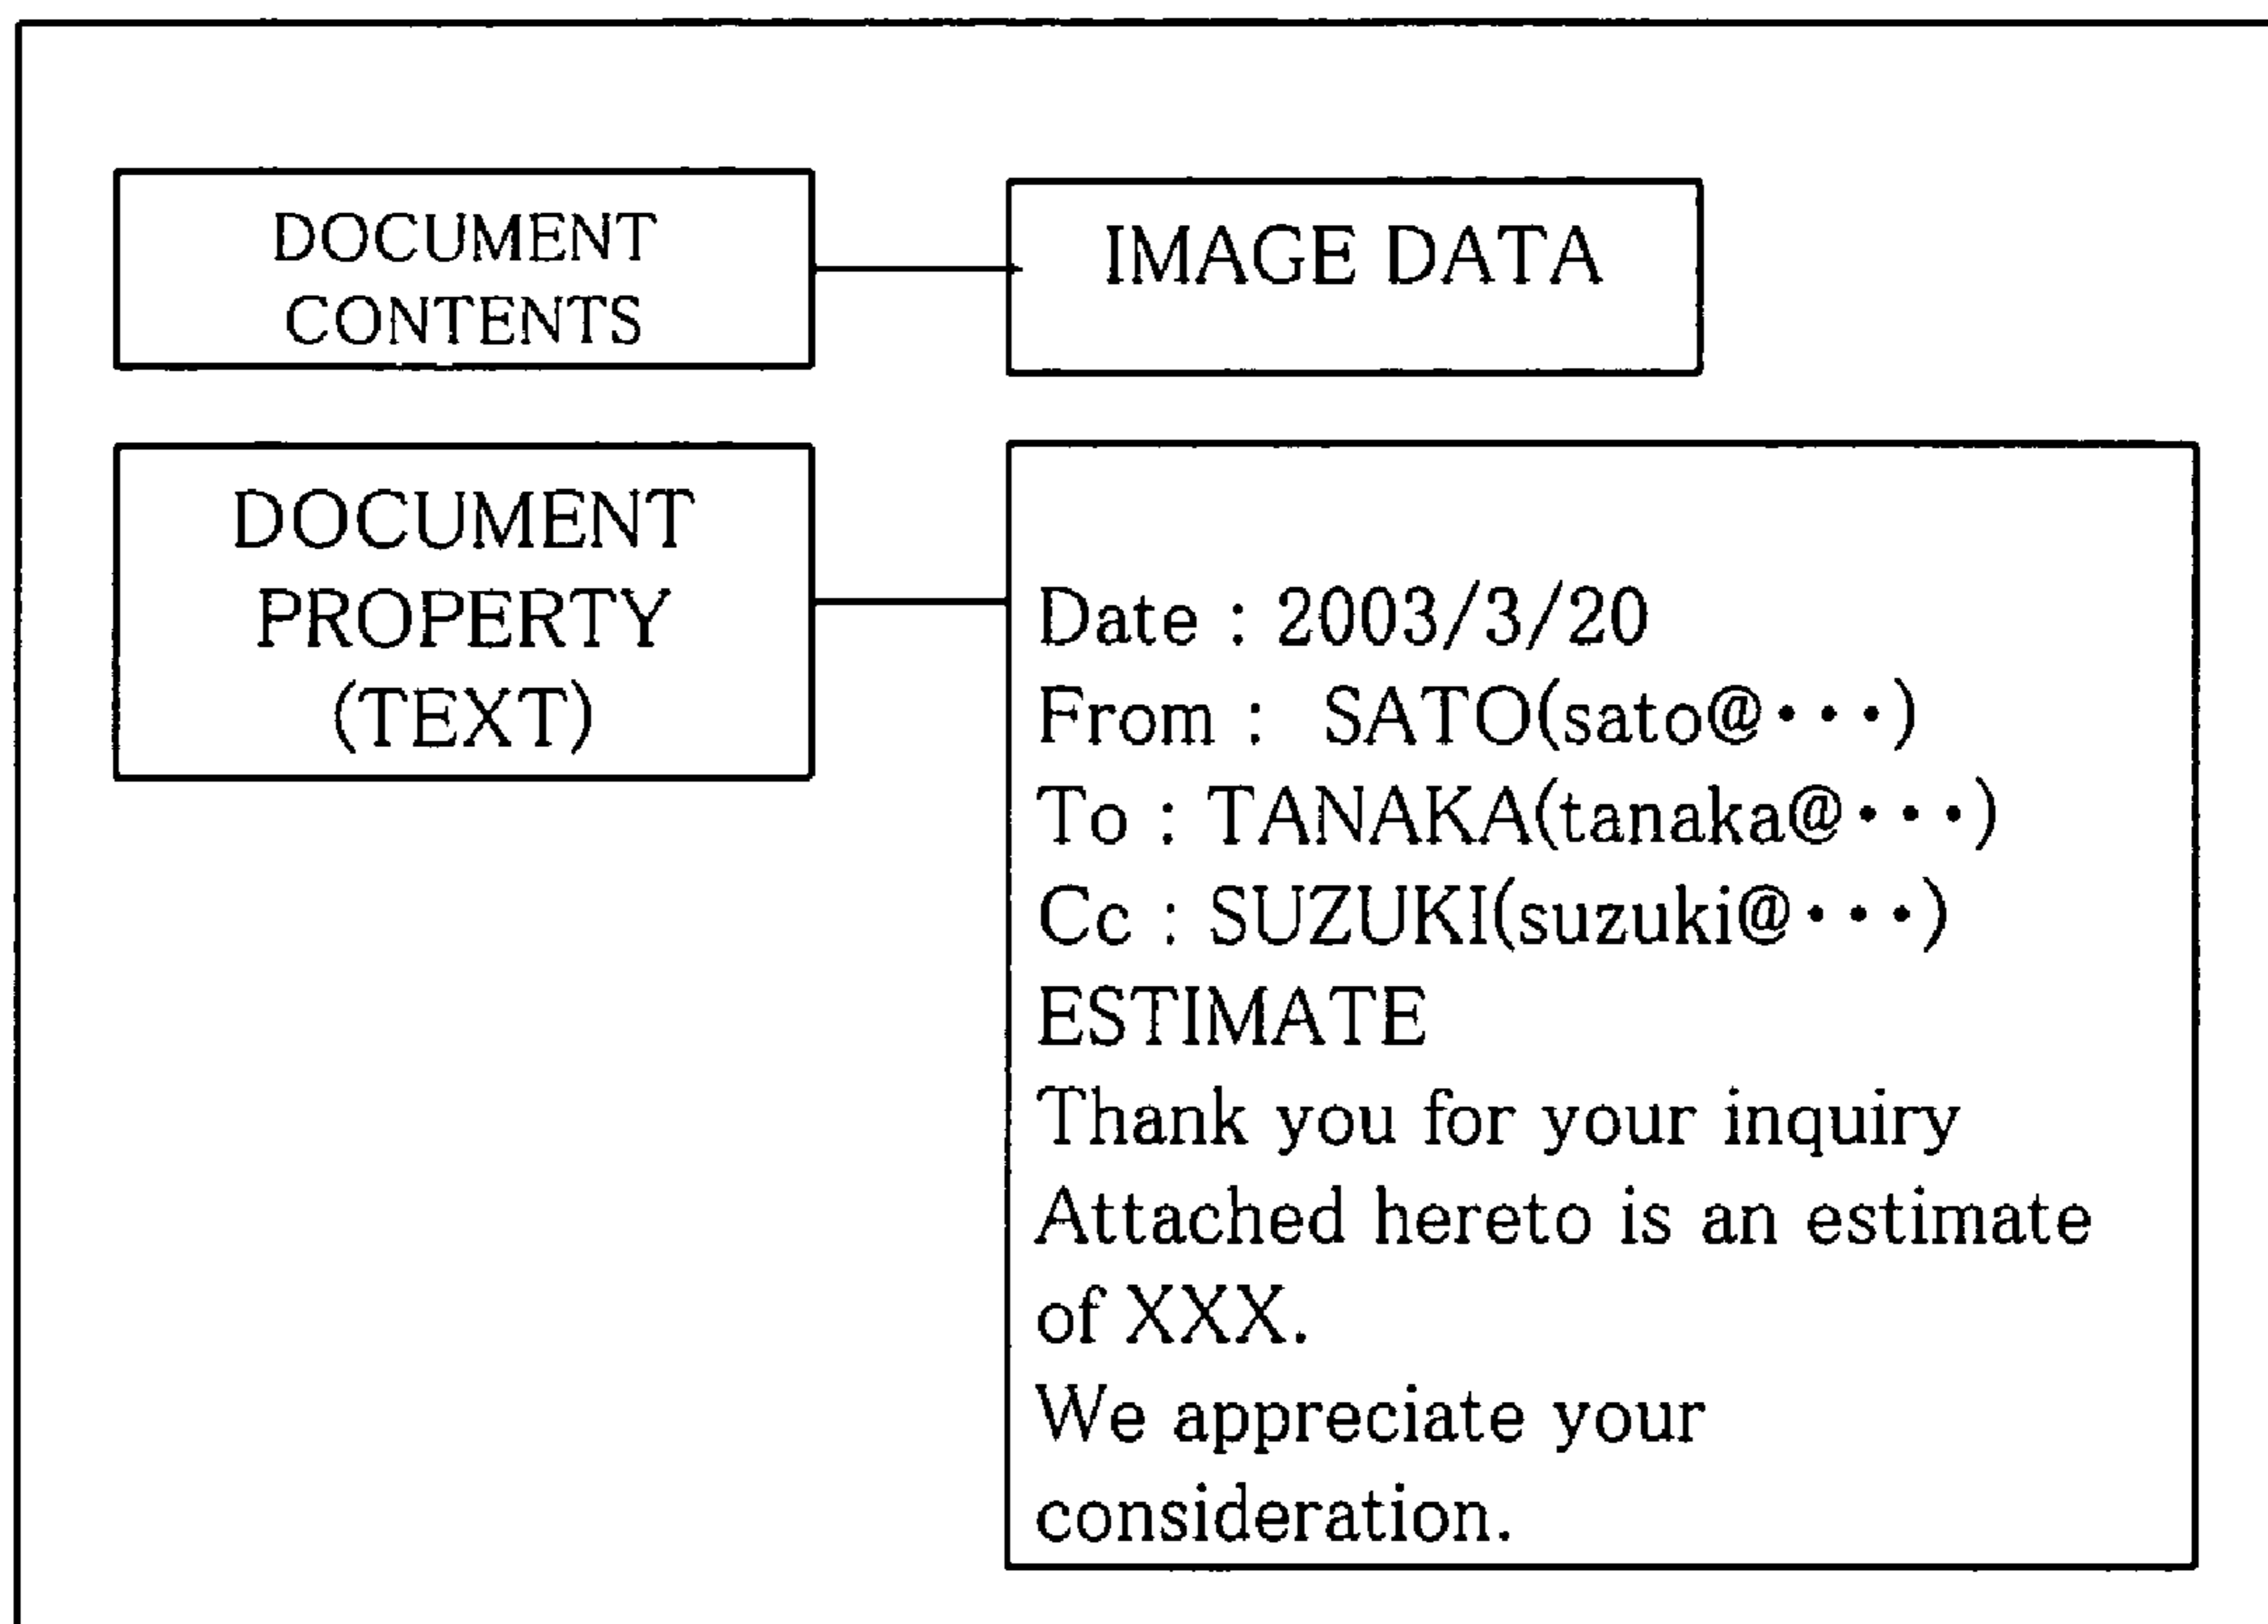 DOCUMENT
CONTENTS
IMAGE DATA
DOCUMENT
PROPERTY
(TEXT)
Date : 2003/3/20
From :  SATO(sato@・・・)
To : TANAKA(tanaka@・・・)
Cc : SUZUKI(suzuki@・・・)
ESTIMATE
Thank you for your inquiry
Attached hereto is an estimate
of XXX.
We appreciate your
consideration.